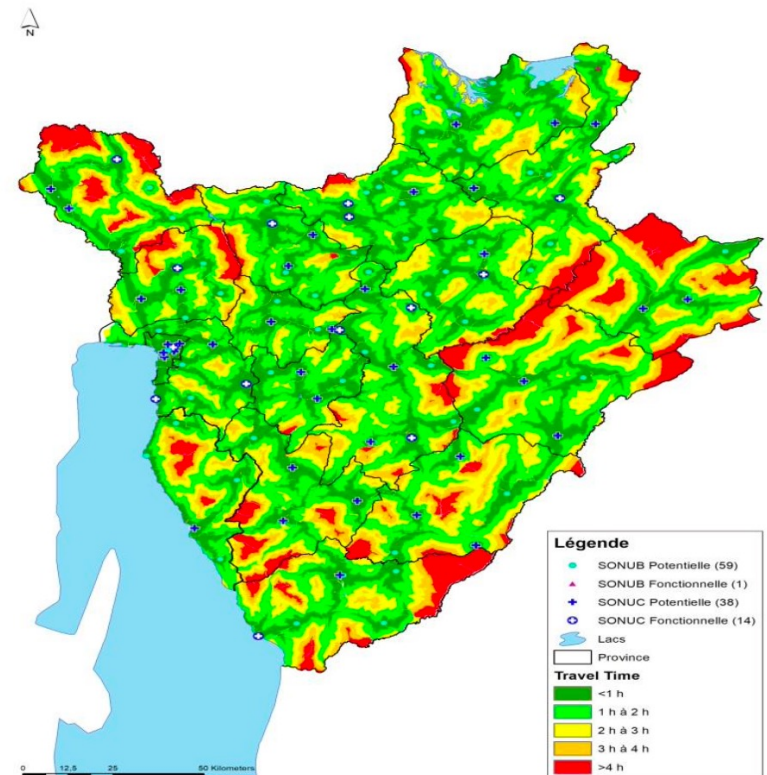 N
Légende
SONUB Potentielle (59)
SONUB Fonctionnelle (1)
SONUC Potentielle (38)
SONUC Fonctionnelle (14)
Lacs
Province
Travel Time
<1 h
1 h à 2 h
2 h à 3 h
3 h à 4 h
>4 h
0 12,5 25 50 Kilometers